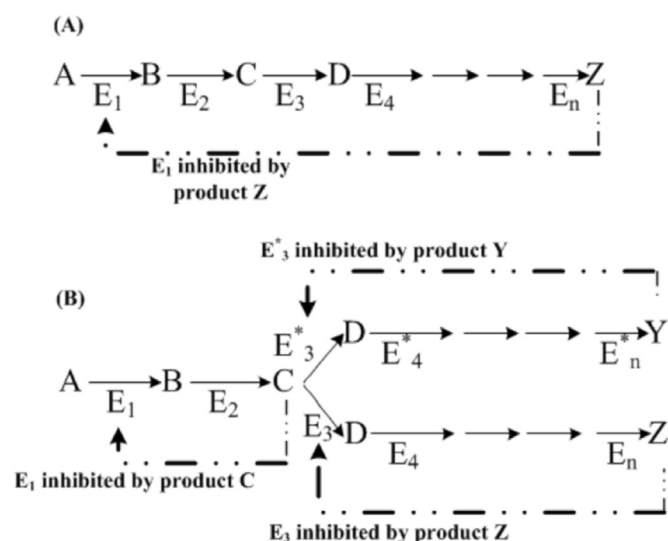 (A)
A B C D Z
E1 E2 E3 E4 En
E1 inhibited by
product Z
E*3 inhibited by product Y
(B)
E*3 D E*4 E*n Y
A B C
E1 E2
E3 D E4 En Z
E1 inhibited by product C
E3 inhibited by product Z